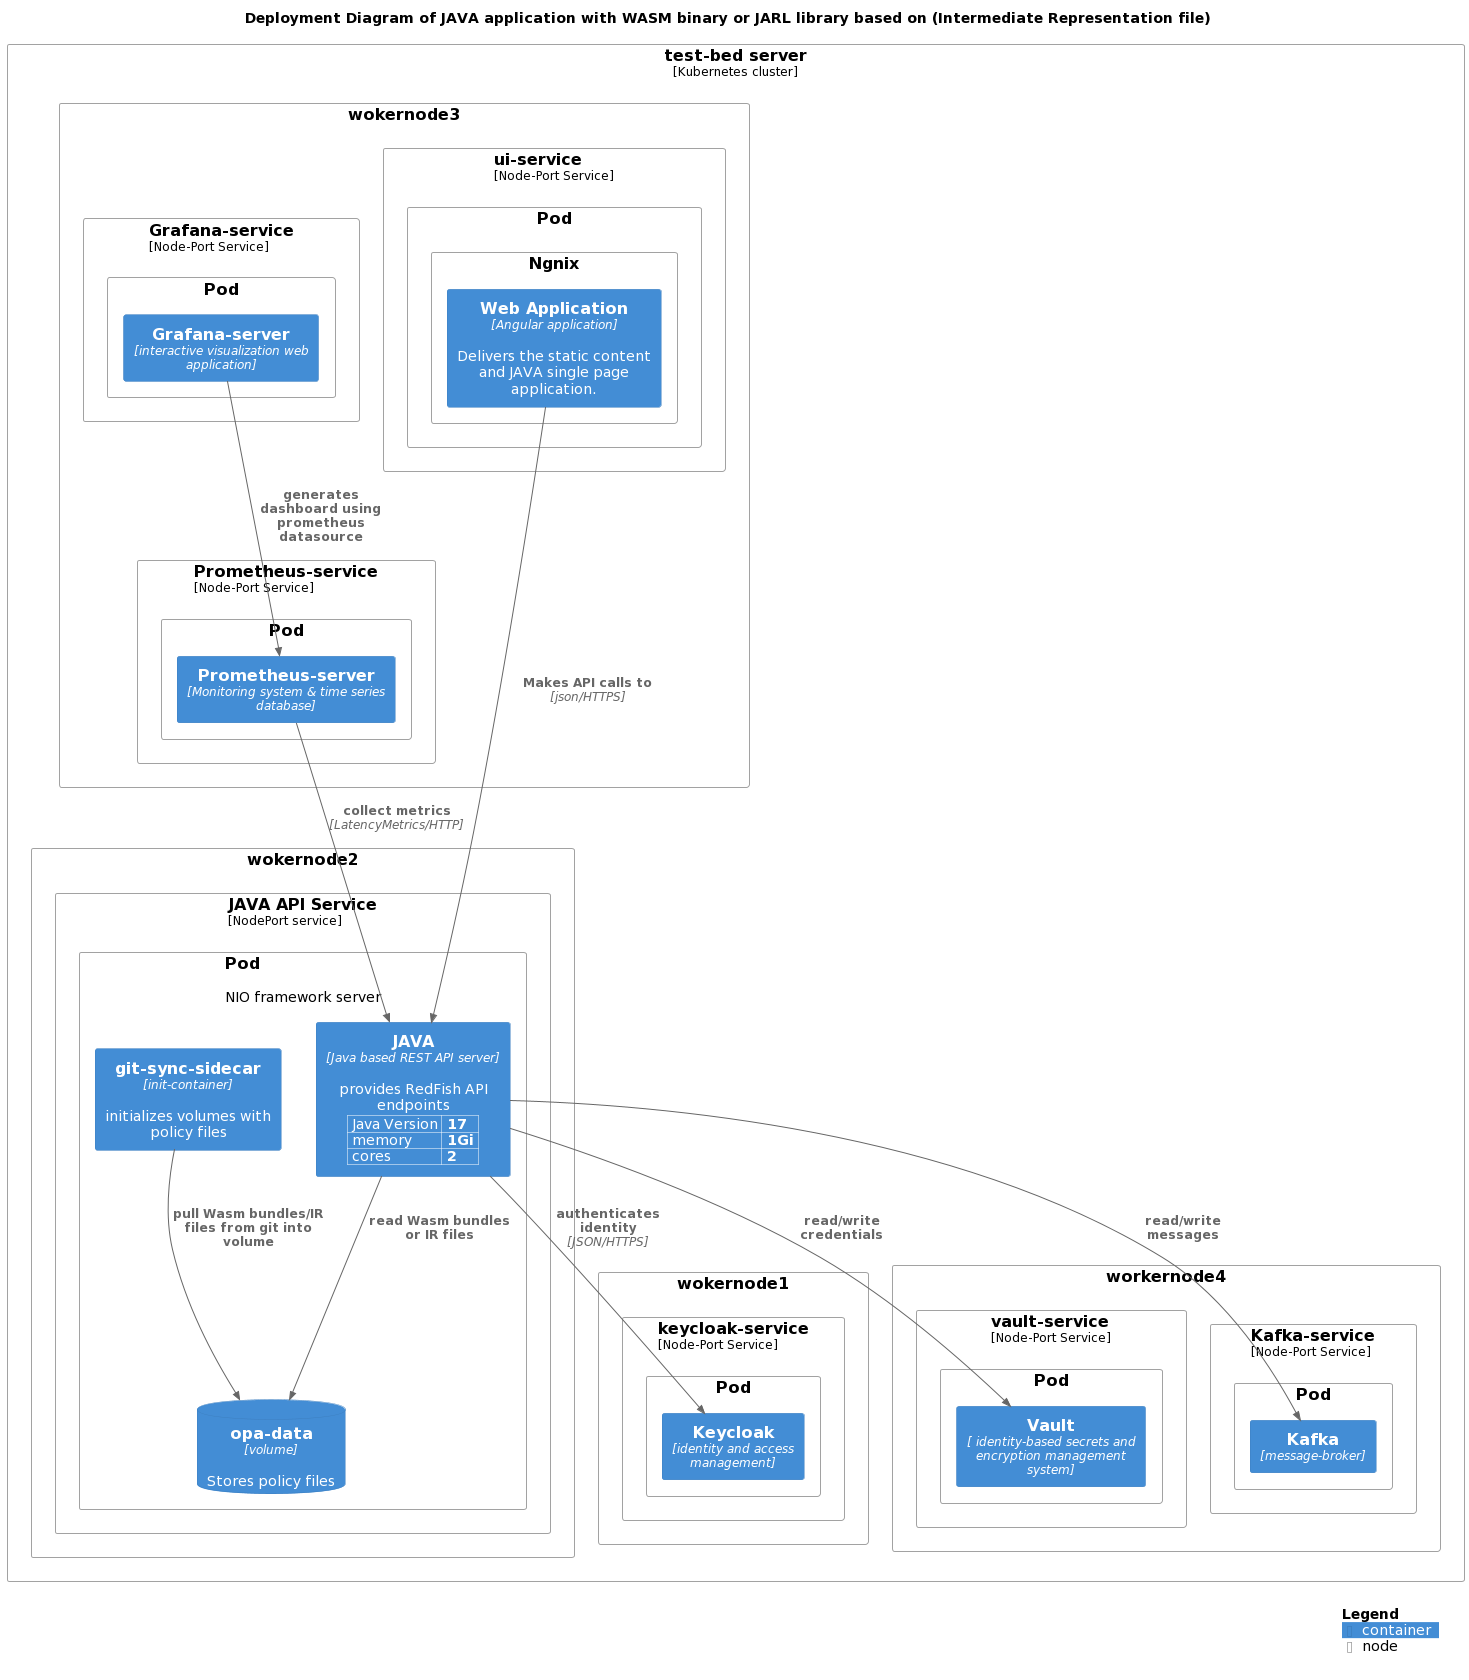 Deployment Diagram of JAVA application with WASM binary or JARL library based on (Intermediate Representation file)
test-bed server
[Kubernetes cluster]
wokernode3
ui-service
[Node-Port Service]
Pod
Ngnix
Web Application
[Angular application]
Delivers the static content
and JAVA single page
application.
Grafana-service
[Node-Port Service]
Pod
Grafana-server
[interactive visualization web
application]
generates
dashboard using
prometheus
datasource
Prometheus-service
[Node-Port Service]
Pod
Prometheus-server
[Monitoring system & time series
database]
Makes API calls to
[json/HTTPS]
collect metrics
[LatencyMetrics/HTTP]
wokernode2
JAVA API Service
[NodePort service]
Pod
NIO framework server
git-sync-sidecar
[init-container]
initializes volumes with
policy files
JAVA
[Java based REST API server]
provides RedFish API
endpoints
Java Version 17
memory 1Gi
cores 2
pull Wasm bundles/IR
files from git into
volume
read Wasm bundles
or IR files
authenticates
identity
[JSON/HTTPS]
read/write
credentials
read/write
messages
opa-data
[volume]
Stores policy files
wokernode1
keycloak-service
[Node-Port Service]
Pod
Keycloak
[identity and access
management]
workernode4
vault-service
[Node-Port Service]
Pod
Vault
[ identity-based secrets and
encryption management
system]
Kafka-service
[Node-Port Service]
Pod
Kafka
[message-broker]
Legend
container
node